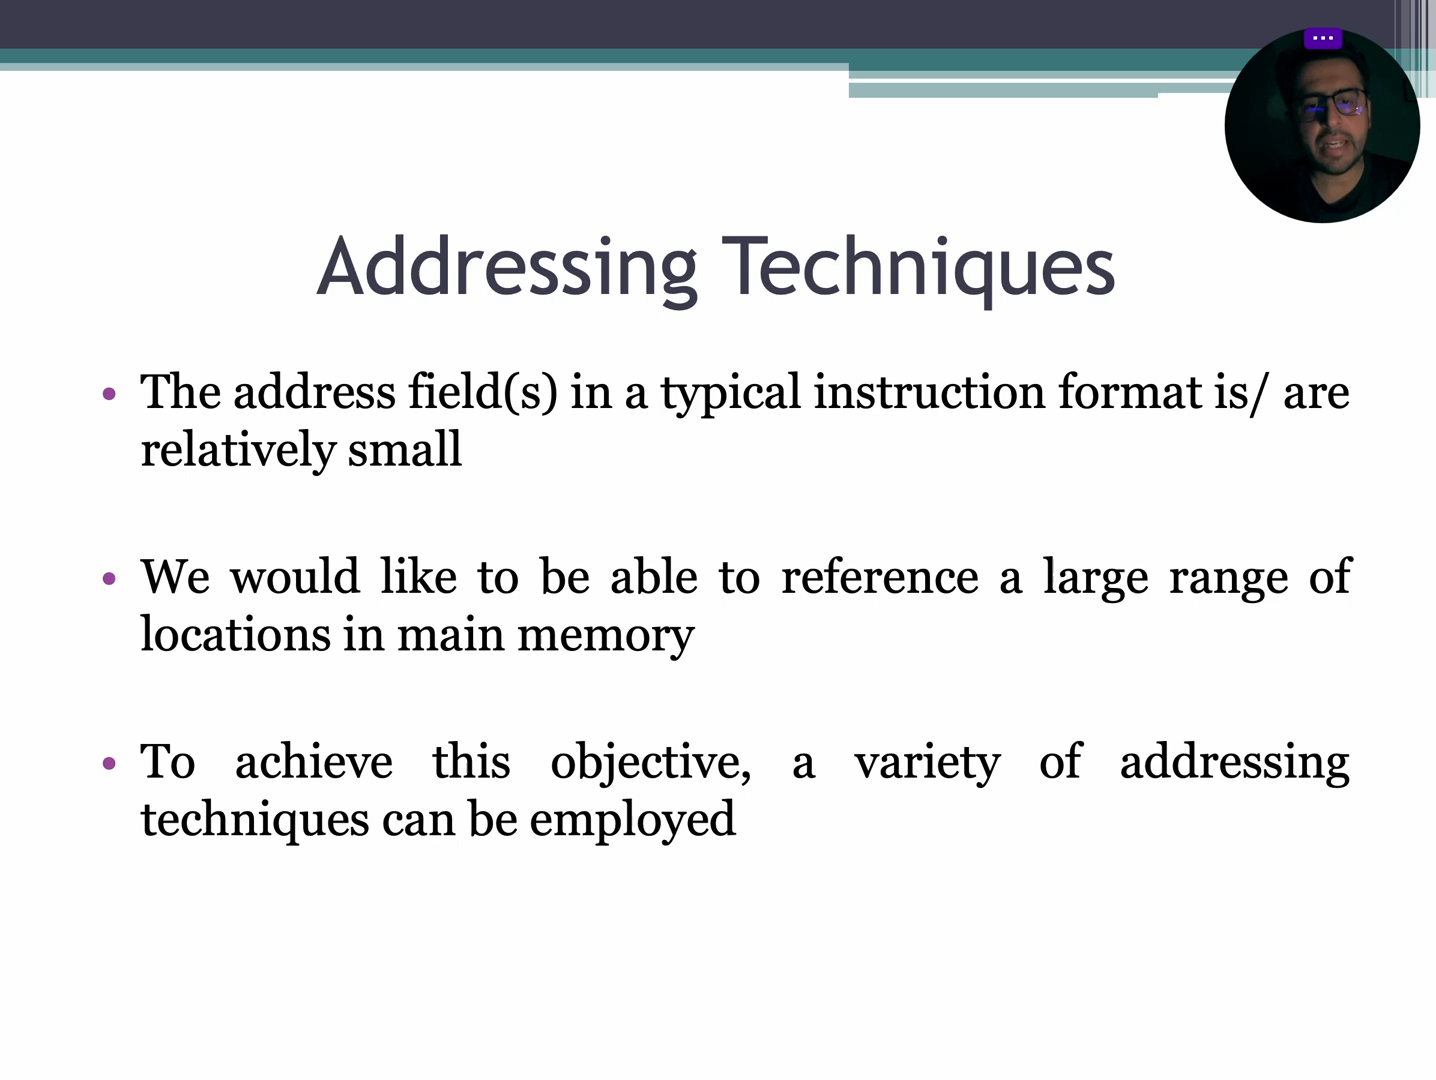 Addressing Techniques
• The address field(s) in a typical instruction format is/ are
relatively small
• We would like to be able to reference a large range of
locations in main memory
• To achieve this objective, a variety of addressing
techniques can be employed